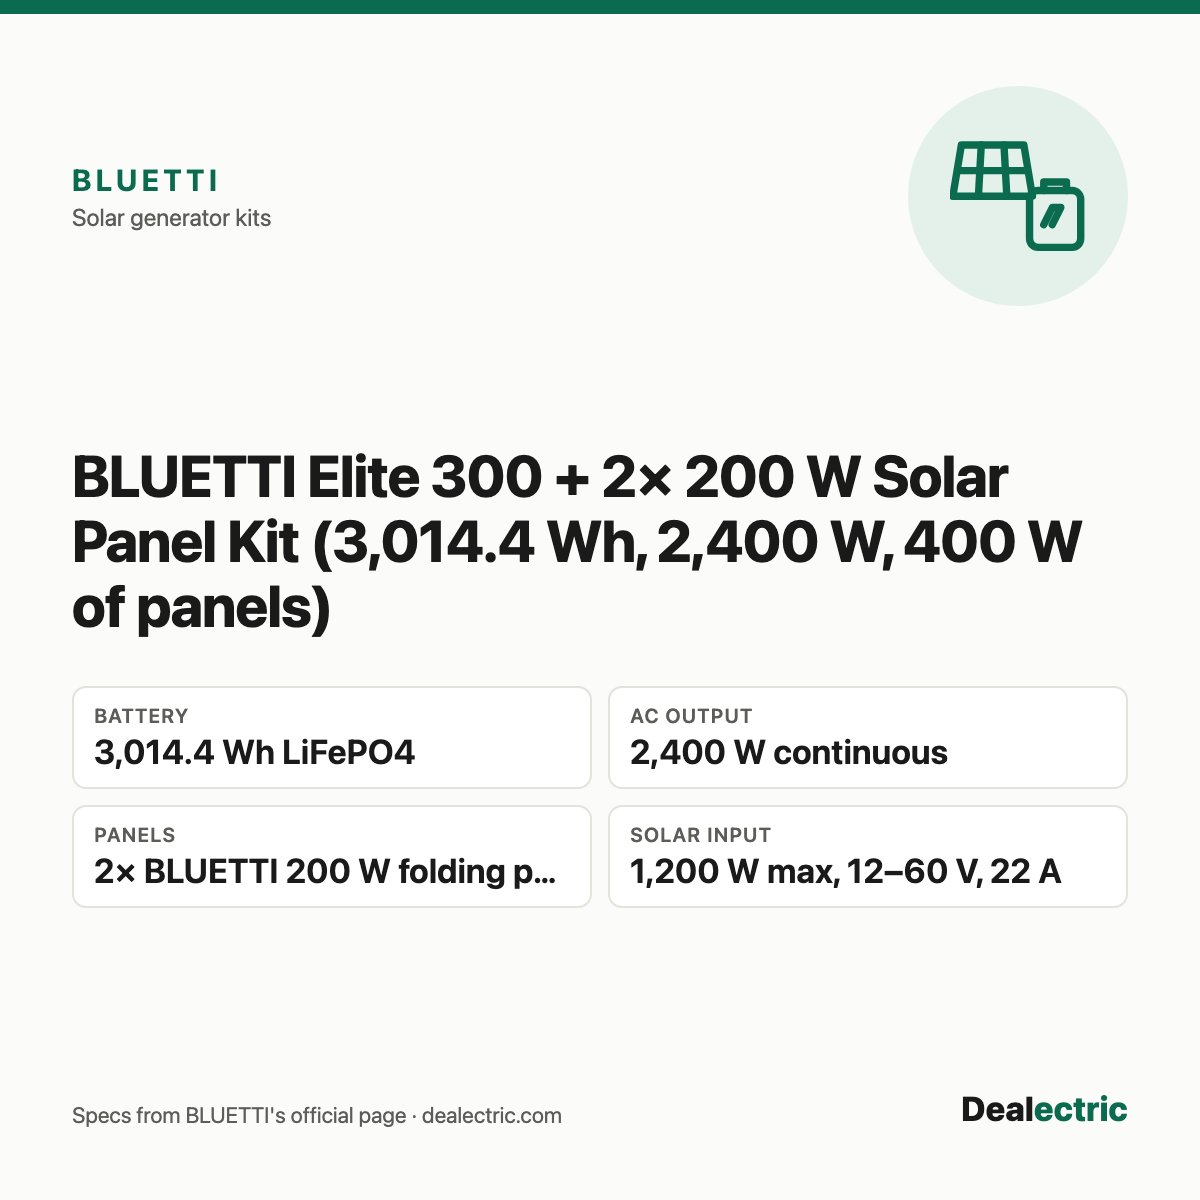 BLUETTI
Solar generator kits
BLUETTI Elite 300 + 2× 200 W Solar
Panel Kit (3,014.4 Wh, 2,400 W, 400 W
of panels)
BATTERY
3,014.4 Wh LiFePO4
AC OUTPUT
2,400 W continuous
PANELS
2× BLUETTI 200 W folding p…
SOLAR INPUT
1,200 W max, 12–60 V, 22 A
Specs from BLUETTI's official page · dealectric.com
Dealectric